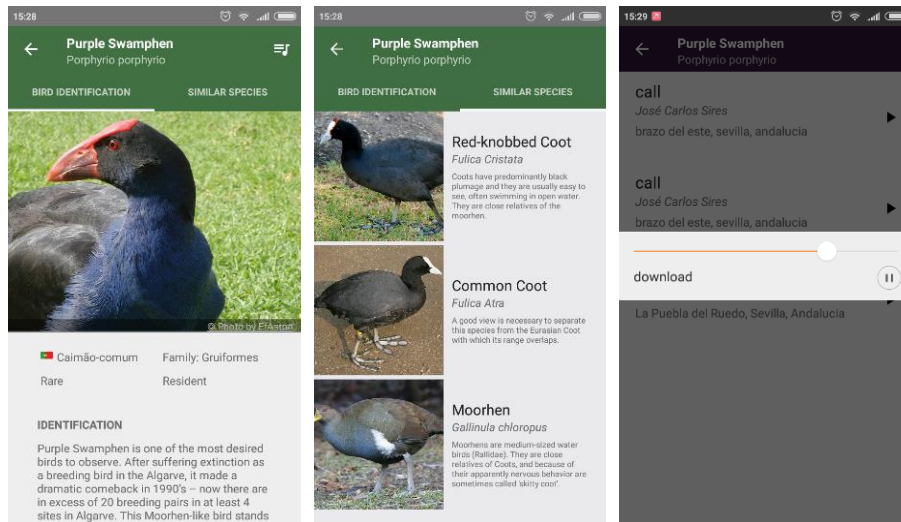 15:28
Purple Swamphen
Porphyrio porphyrio
BIRD IDENTIFICATION SIMILAR SPECIES
© Photo by EfAston
Caimão-comum Family: Gruiformes
Rare Resident
IDENTIFICATION
Purple Swamphen is one of the most desired
birds to observe. After suffering extinction as
a breeding bird in the Algarve, it made a
dramatic comeback in 1990's – now there are
in excess of 20 breeding pairs in at least 4
sites in Algarve. This Moorhen-like bird stands
15:28
Purple Swamphen
Porphyrio porphyrio
BIRD IDENTIFICATION SIMILAR SPECIES
Red-knobbed Coot
Fulica Cristata
Coots have predominantly black
plumage and they are usually easy to
see, often swimming in open water.
They are close relatives of the
moorhen.
Common Coot
Fulica Atra
A good view is necessary to separate
this species from the Eurasian Coot
with which its range overlaps.
Moorhen
Gallinula chloropus
Moorhens are medium-sized water
birds (Rallidae). They are close
relatives of Coots, and because of
their apparently nervous behavior are
sometimes called 'skitty coot'.
15:29
Purple Swamphen
Porphyrio porphyrio
call
José Carlos Sires
brazo del este, sevilla, andalucia
call
José Carlos Sires
brazo del este, sevilla, andalucia
download
La Puebla del Ruedo, Sevilla, Andalucia